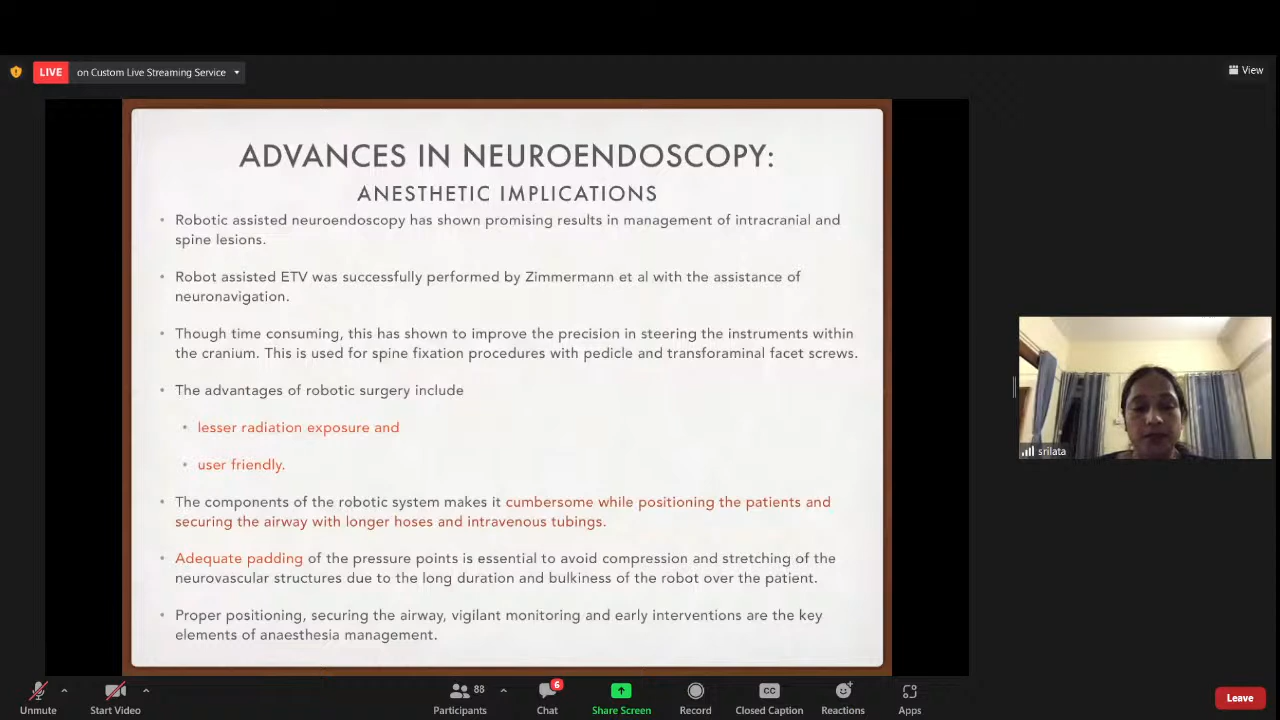 LIVE on Custom Live Streaming Service
View
ADVANCES IN NEUROENDOSCOPY:
ANESTHETIC IMPLICATIONS
• Robotic assisted neuroendoscopy has shown promising results in management of intracranial and
spine lesions.
• Robot assisted ETV was successfully performed by Zimmermann et al with the assistance of
neuronavigation.
• Though time consuming, this has shown to improve the precision in steering the instruments within
the cranium. This is used for spine fixation procedures with pedicle and transforaminal facet screws.
• The advantages of robotic surgery include
• lesser radiation exposure and
• user friendly.
• The components of the robotic system makes it cumbersome while positioning the patients and
securing the airway with longer hoses and intravenous tubings.
• Adequate padding of the pressure points is essential to avoid compression and stretching of the
neurovascular structures due to the long duration and bulkiness of the robot over the patient.
• Proper positioning, securing the airway, vigilant monitoring and early interventions are the key
elements of anaesthesia management.
srilata
88
6
Unmute
Start Video
Participants
Chat
Share Screen
Record
CC
Closed Caption
Reactions
Apps
Leave